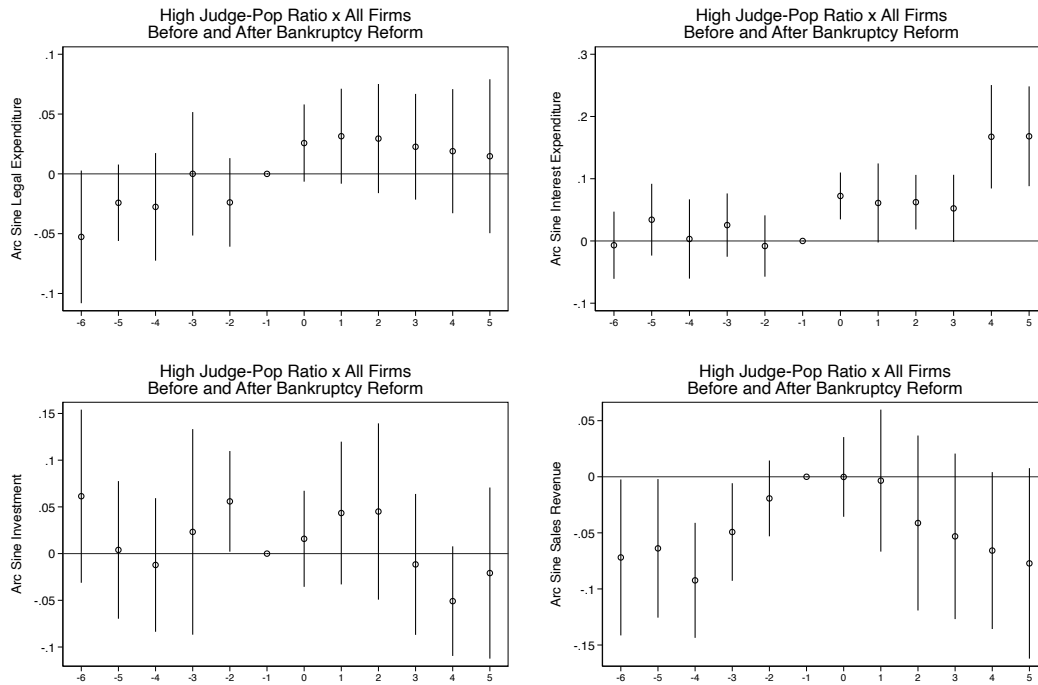 High Judge-Pop Ratio x All Firms
Before and After Bankruptcy Reform
Arc Sine Legal Expenditure
.1
.05
0
-.05
-.1
-6 -5 -4 -3 -2 -1 0 1 2 3 4 5
High Judge-Pop Ratio x All Firms
Before and After Bankruptcy Reform
Arc Sine Interest Expenditure
.3
.2
.1
0
-.1
-6 -5 -4 -3 -2 -1 0 1 2 3 4 5
High Judge-Pop Ratio x All Firms
Before and After Bankruptcy Reform
Arc Sine Investment
.15
.1
.05
0
-.05
-.1
-6 -5 -4 -3 -2 -1 0 1 2 3 4 5
High Judge-Pop Ratio x All Firms
Before and After Bankruptcy Reform
Arc Sine Sales Revenue
.05
0
-.05
-.1
-.15
-6 -5 -4 -3 -2 -1 0 1 2 3 4 5